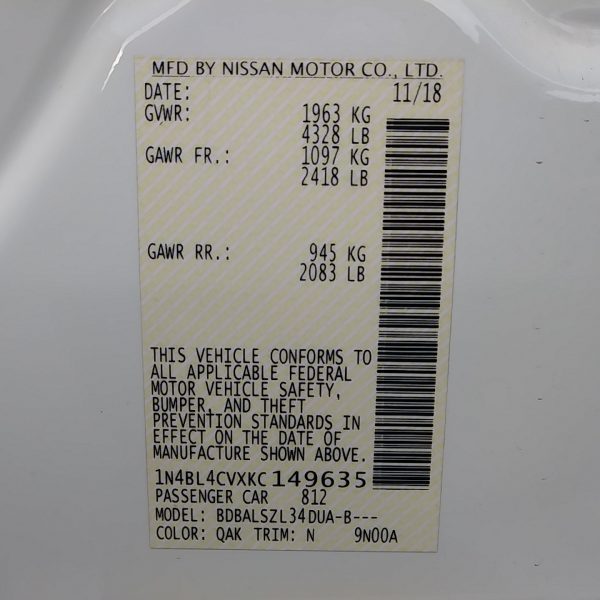 MFD BY NISSAN MOTOR CO., LTD.
DATE: 11/18
GVWR: 1963 KG
4328 LB
GAWR FR.: 1097 KG
2418 LB
GAWR RR.: 945 KG
2083 LB
THIS VEHICLE CONFORMS TO
ALL APPLICABLE FEDERAL
MOTOR VEHICLE SAFETY,
BUMPER, AND THEFT
PREVENTION STANDARDS IN
EFFECT ON THE DATE OF
MANUFACTURE SHOWN ABOVE.
1N4BL4CVXKC149635
PASSENGER CAR 812
MODEL: BDBALSZL34DUA-B---
COLOR: QAK TRIM: N 9N00A